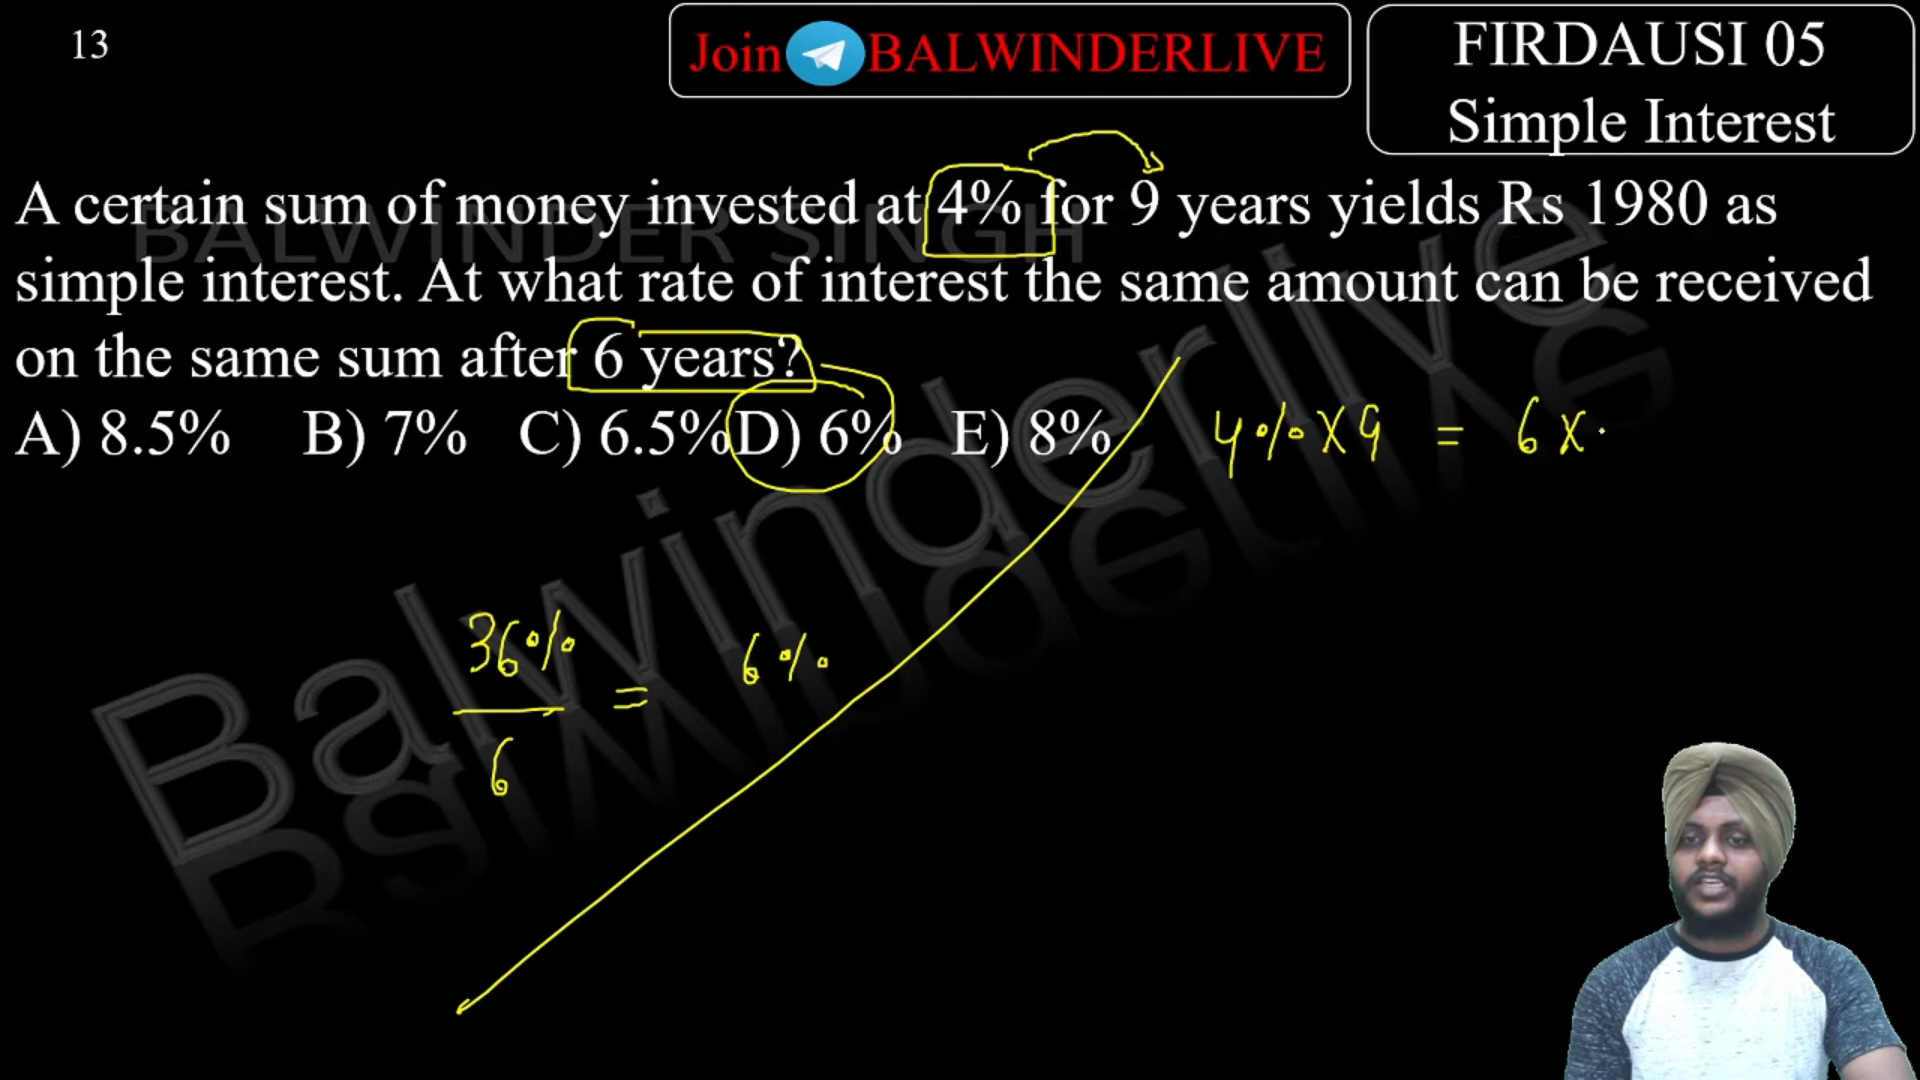 13
Join BALWINDERLIVE
FIRDAUSI 05
Simple Interest
A certain sum of money invested at 4% for 9 years yields Rs 1980 as
simple interest. At what rate of interest the same amount can be received
on the same sum after 6 years?
A) 8.5% B) 7% C) 6.5% D) 6% E) 8%
4% X 9 = 6 X
36%
6
= 6%
BALWINDER SINGH
Balwinderlive